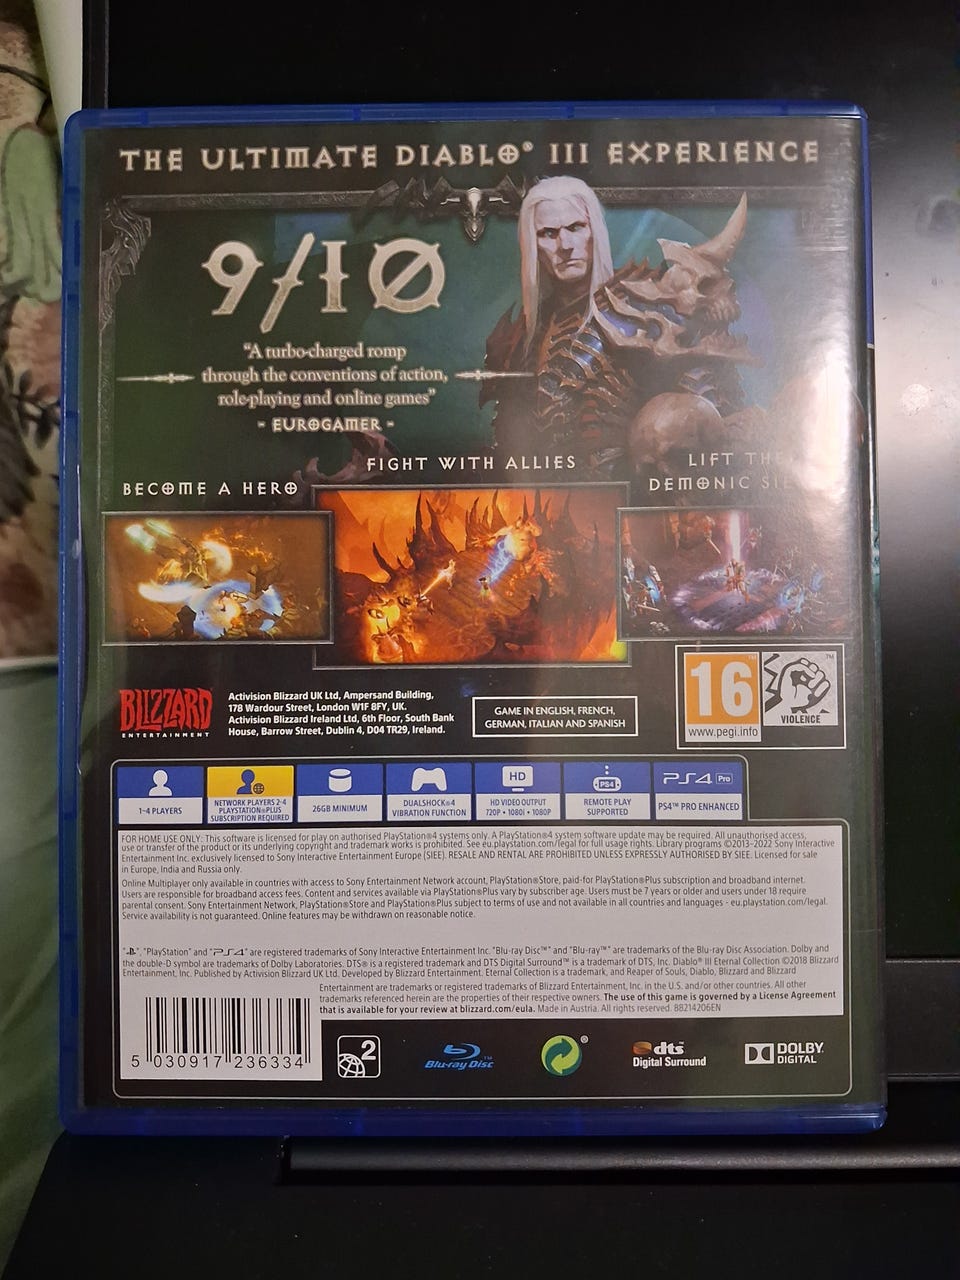 THE ULTIMATE DIABLO® III EXPERIENCE
9/10
“A turbo-charged romp
through the conventions of action,
role-playing and online games”
- EUROGAMER -
BECOME A HERO
FIGHT WITH ALLIES
LIFT THE
DEMONIC
BLIZZARD
ENTERTAINMENT
Activision Blizzard UK Ltd, Ampersand Building,
178 Wardour Street, London W1F 8FY, UK.
Activision Blizzard Ireland Ltd, 6th Floor, South Bank
House, Barrow Street, Dublin 4, D04 TR29, Ireland.
GAME IN ENGLISH, FRENCH,
GERMAN, ITALIAN AND SPANISH
16™
www.pegi.info
™
VIOLENCE
1-4 PLAYERS
NETWORK PLAYERS 2-4
PLAYSTATION®PLUS
SUBSCRIPTION REQUIRED
26GB MINIMUM
DUALSHOCK®4
VIBRATION FUNCTION
HD
HD VIDEO OUTPUT
720P • 1080i • 1080P
PS4
REMOTE PLAY
SUPPORTED
PS4 Pro
PS4™ PRO ENHANCED
FOR HOME USE ONLY: This software is licensed for play on authorised PlayStation®4 systems only. A PlayStation®4 system software update may be required. All unauthorised access,
use or transfer of the product or its underlying copyright and trademark works is prohibited. See eu.playstation.com/legal for full usage rights. Library programs ©2013-2022 Sony Interactive
Entertainment Inc. exclusively licensed to Sony Interactive Entertainment Europe (SIEE). RESALE AND RENTAL ARE PROHIBITED UNLESS EXPRESSLY AUTHORISED BY SIEE. Licensed for sale
in Europe, India and Russia only.
Online Multiplayer only available in countries with access to Sony Entertainment Network account, PlayStation®Store, paid-for PlayStation®Plus subscription and broadband internet.
Users are responsible for broadband access fees. Content and services available via PlayStation®Plus vary by subscriber age. Users must be 7 years or older and users under 18 require
parental consent. Sony Entertainment Network, PlayStation®Store and PlayStation®Plus subject to terms of use and not available in all countries and languages - eu.playstation.com/legal.
Service availability is not guaranteed. Online features may be withdrawn on reasonable notice.
" ", "PlayStation" and "PS4" are registered trademarks of Sony Interactive Entertainment Inc. "Blu-ray Disc™" and "Blu-ray™" are trademarks of the Blu-ray Disc Association. Dolby and
the double-D symbol are trademarks of Dolby Laboratories. DTS® is a registered trademark and DTS Digital Surround™ is a trademark of DTS, Inc. Diablo® III Eternal Collection ©2018 Blizzard
Entertainment, Inc. Published by Activision Blizzard UK Ltd. Developed by Blizzard Entertainment. Eternal Collection is a trademark, and Reaper of Souls, Diablo, Blizzard and Blizzard
Entertainment are trademarks or registered trademarks of Blizzard Entertainment, Inc. in the U.S. and/or other countries. All other
trademarks referenced herein are the properties of their respective owners. The use of this game is governed by a License Agreement
that is available for your review at blizzard.com/eula. Made in Austria. All rights reserved. 88214206EN
5 030917 236334
2
Blu-ray Disc™
®
dts
Digital Surround
DOLBY
DIGITAL